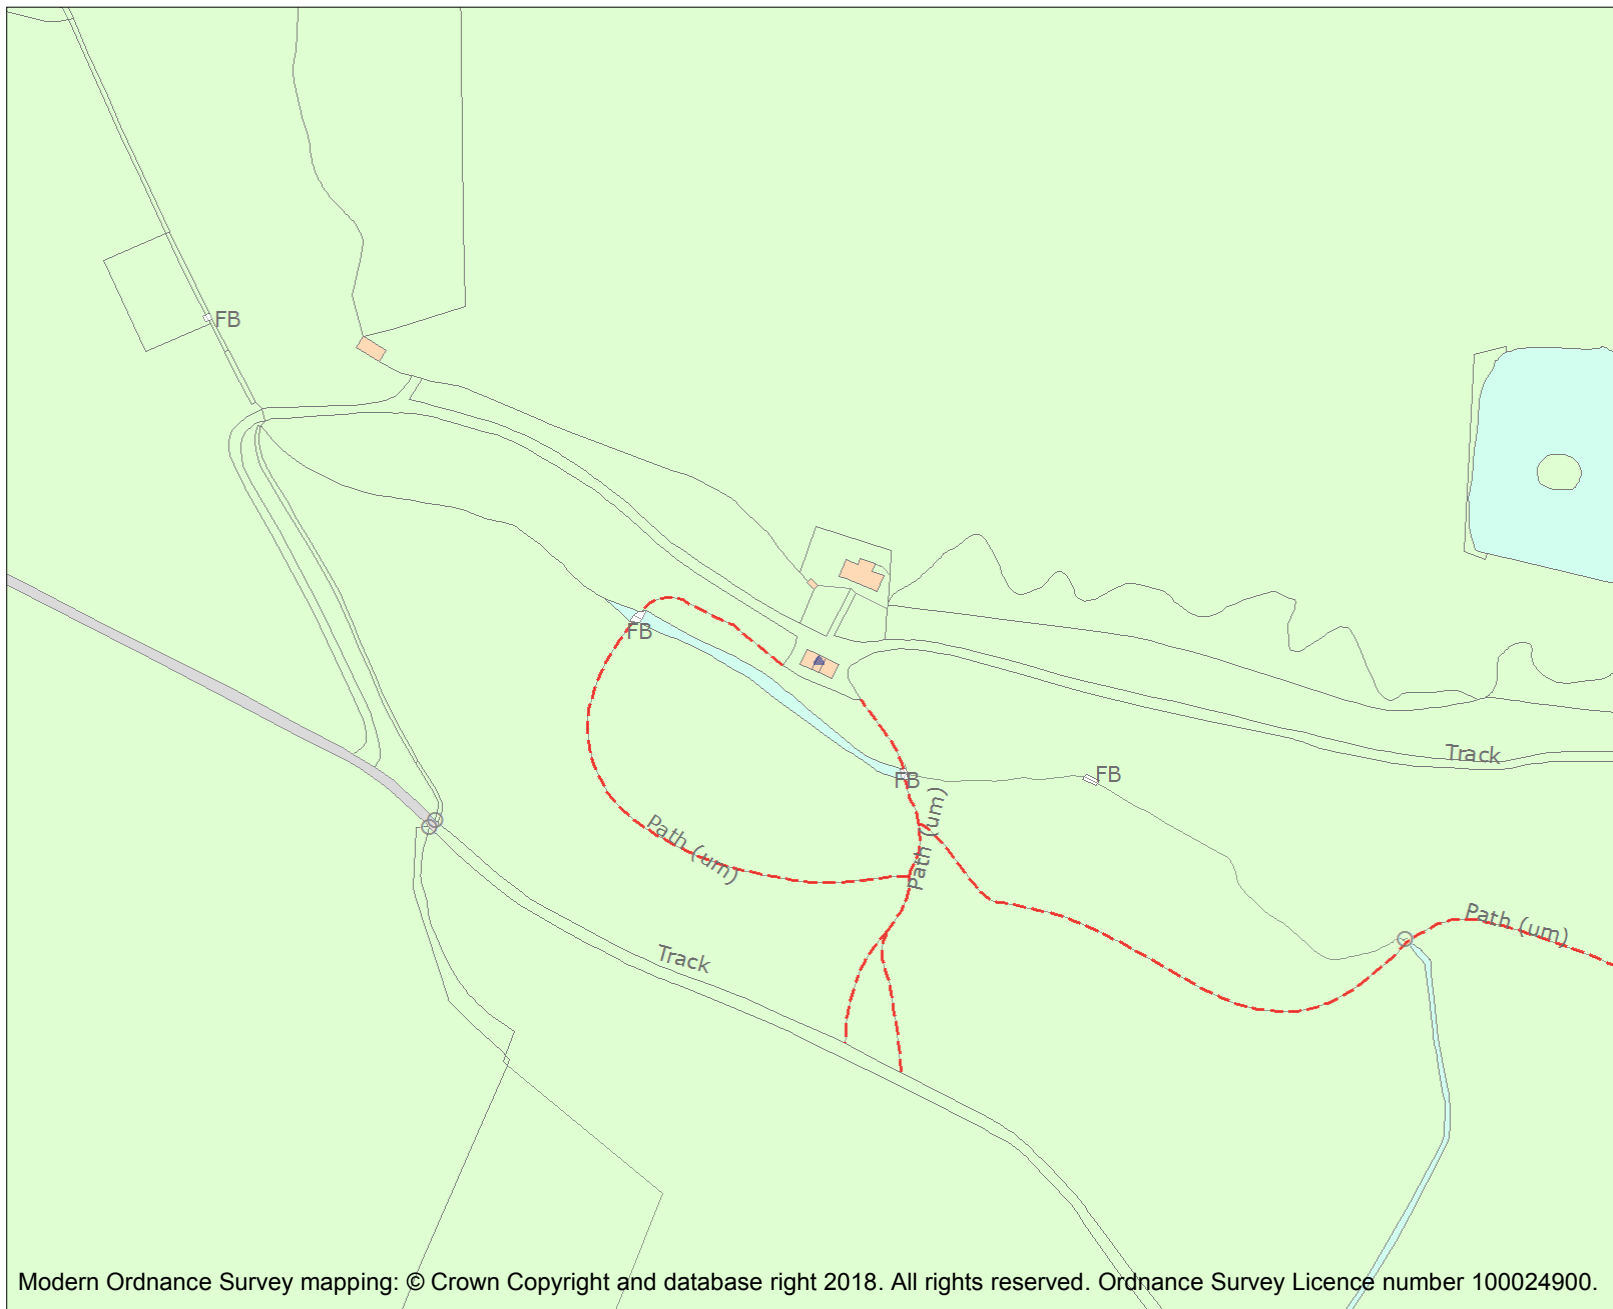 FB
FB
Track
FB
FB
Path (um)
Path (um)
Path (um)
Track
Modern Ordnance Survey mapping: © Crown Copyright and database right 2018. All rights reserved. Ordnance Survey Licence number 100024900.